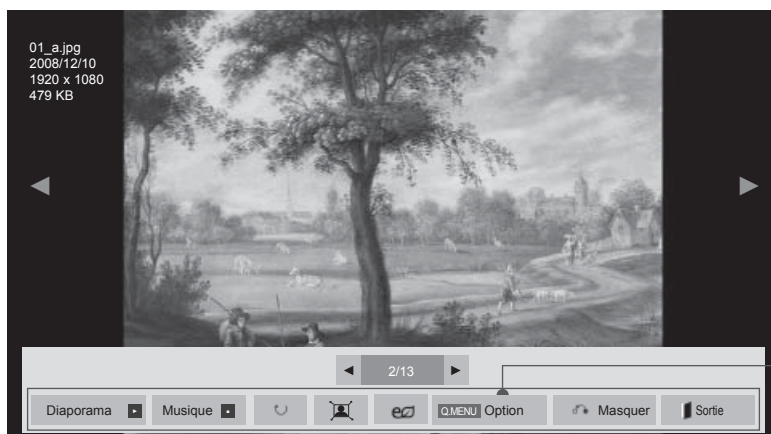 01_a.jpg
2008/12/10
1920 x 1080
479 KB
2/13
Diaporama Musique Q.MENU Option Masquer Sortie